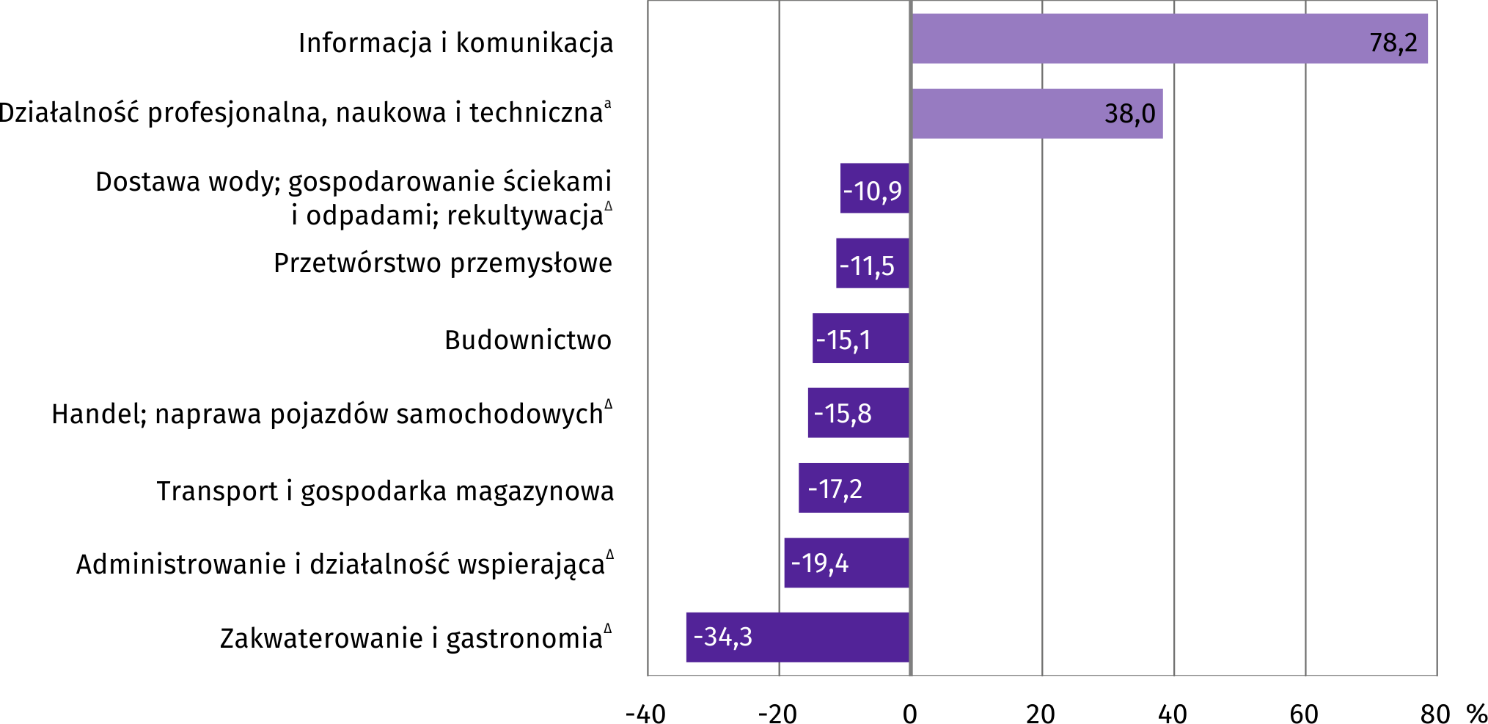 Informacja i komunikacja
78,2
Działalność profesjonalna, naukowa i technicznaᵃ
38,0
Dostawa wody; gospodarowanie ściekami
i odpadami; rekultywacjaΔ
-10,9
Przetwórstwo przemysłowe
-11,5
Budownictwo
-15,1
Handel; naprawa pojazdów samochodowychΔ
-15,8
Transport i gospodarka magazynowa
-17,2
Administrowanie i działalność wspierającaΔ
-19,4
Zakwaterowanie i gastronomiaΔ
-34,3
-40 -20 0 20 40 60 80 %